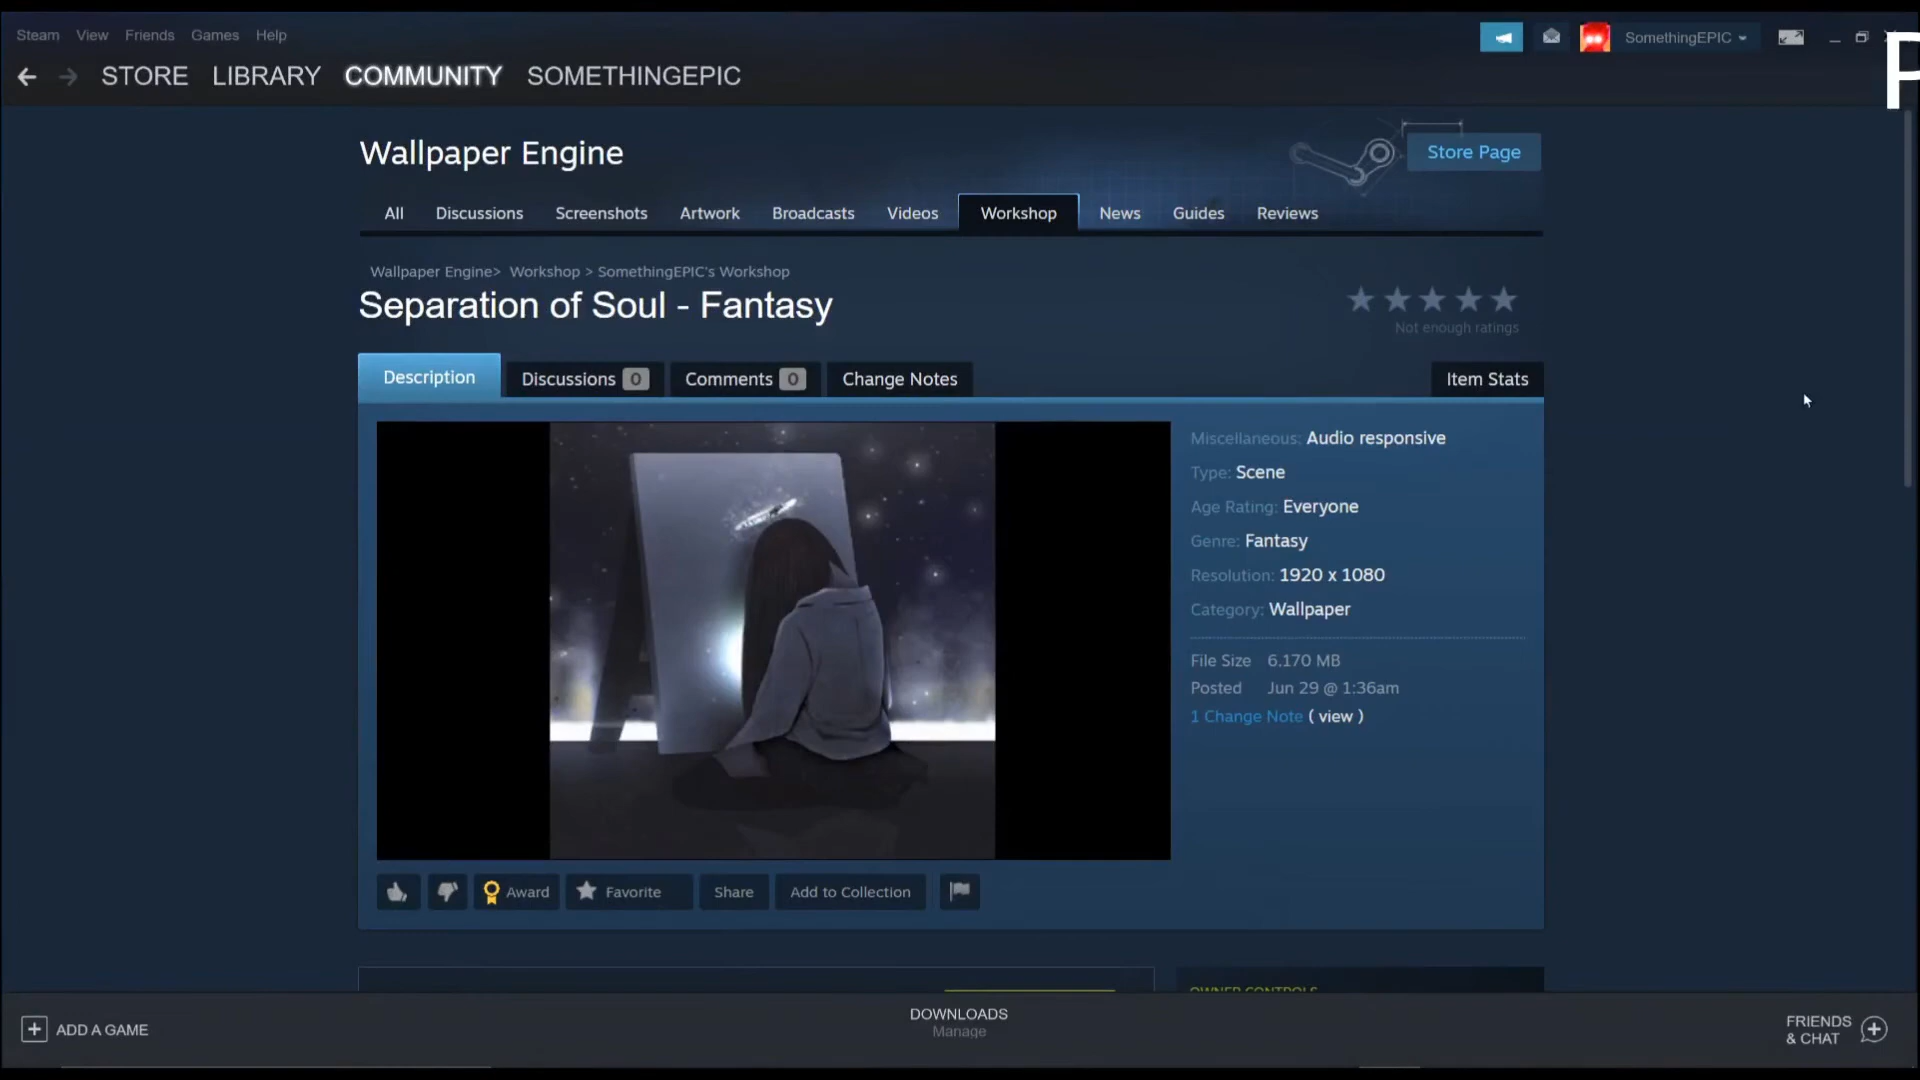 Steam View Friends Games Help
SomethingEPIC
STORE LIBRARY COMMUNITY SOMETHINGEPIC
P
Wallpaper Engine
Store Page
All Discussions Screenshots Artwork Broadcasts Videos Workshop News Guides Reviews
Wallpaper Engine> Workshop > SomethingEPIC's Workshop
Separation of Soul - Fantasy
Not enough ratings
Description Discussions 0 Comments 0 Change Notes Item Stats
Miscellaneous: Audio responsive
Type: Scene
Age Rating: Everyone
Genre: Fantasy
Resolution: 1920 x 1080
Category: Wallpaper
File Size 6.170 MB
Posted Jun 29 @ 1:36am
1 Change Note ( view )
Award Favorite Share Add to Collection
OWNER CONTROLS
ADD A GAME
DOWNLOADS
Manage
FRIENDS
& CHAT